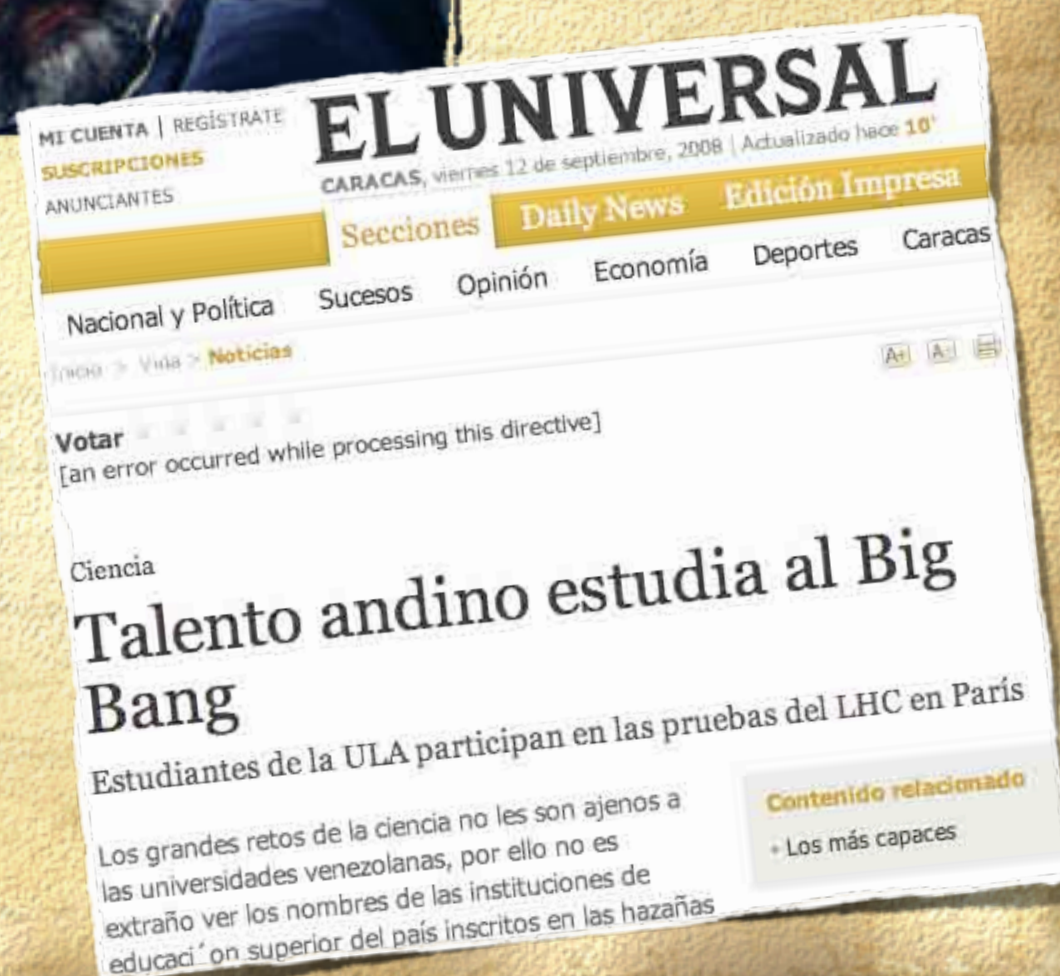 MI CUENTA | REGÍSTRATE
SUSCRIPCIONES
ANUNCIANTES
EL UNIVERSAL
CARACAS, viernes 12 de septiembre, 2008 | Actualizado hace 10'
Secciones Daily News Edición Impresa
Nacional y Política Sucesos Opinión Economía Deportes Caracas
Inicio > Vida > Noticias
A+ A-
Votar
[an error occurred while processing this directive]
Ciencia
Talento andino estudia al Big
Bang
Estudiantes de la ULA participan en las pruebas del LHC en París
Los grandes retos de la ciencia no les son ajenos a
las universidades venezolanas, por ello no es
extraño ver los nombres de las instituciones de
educaci´on superior del país inscritos en las hazañas
Contenido relacionado
Los más capaces